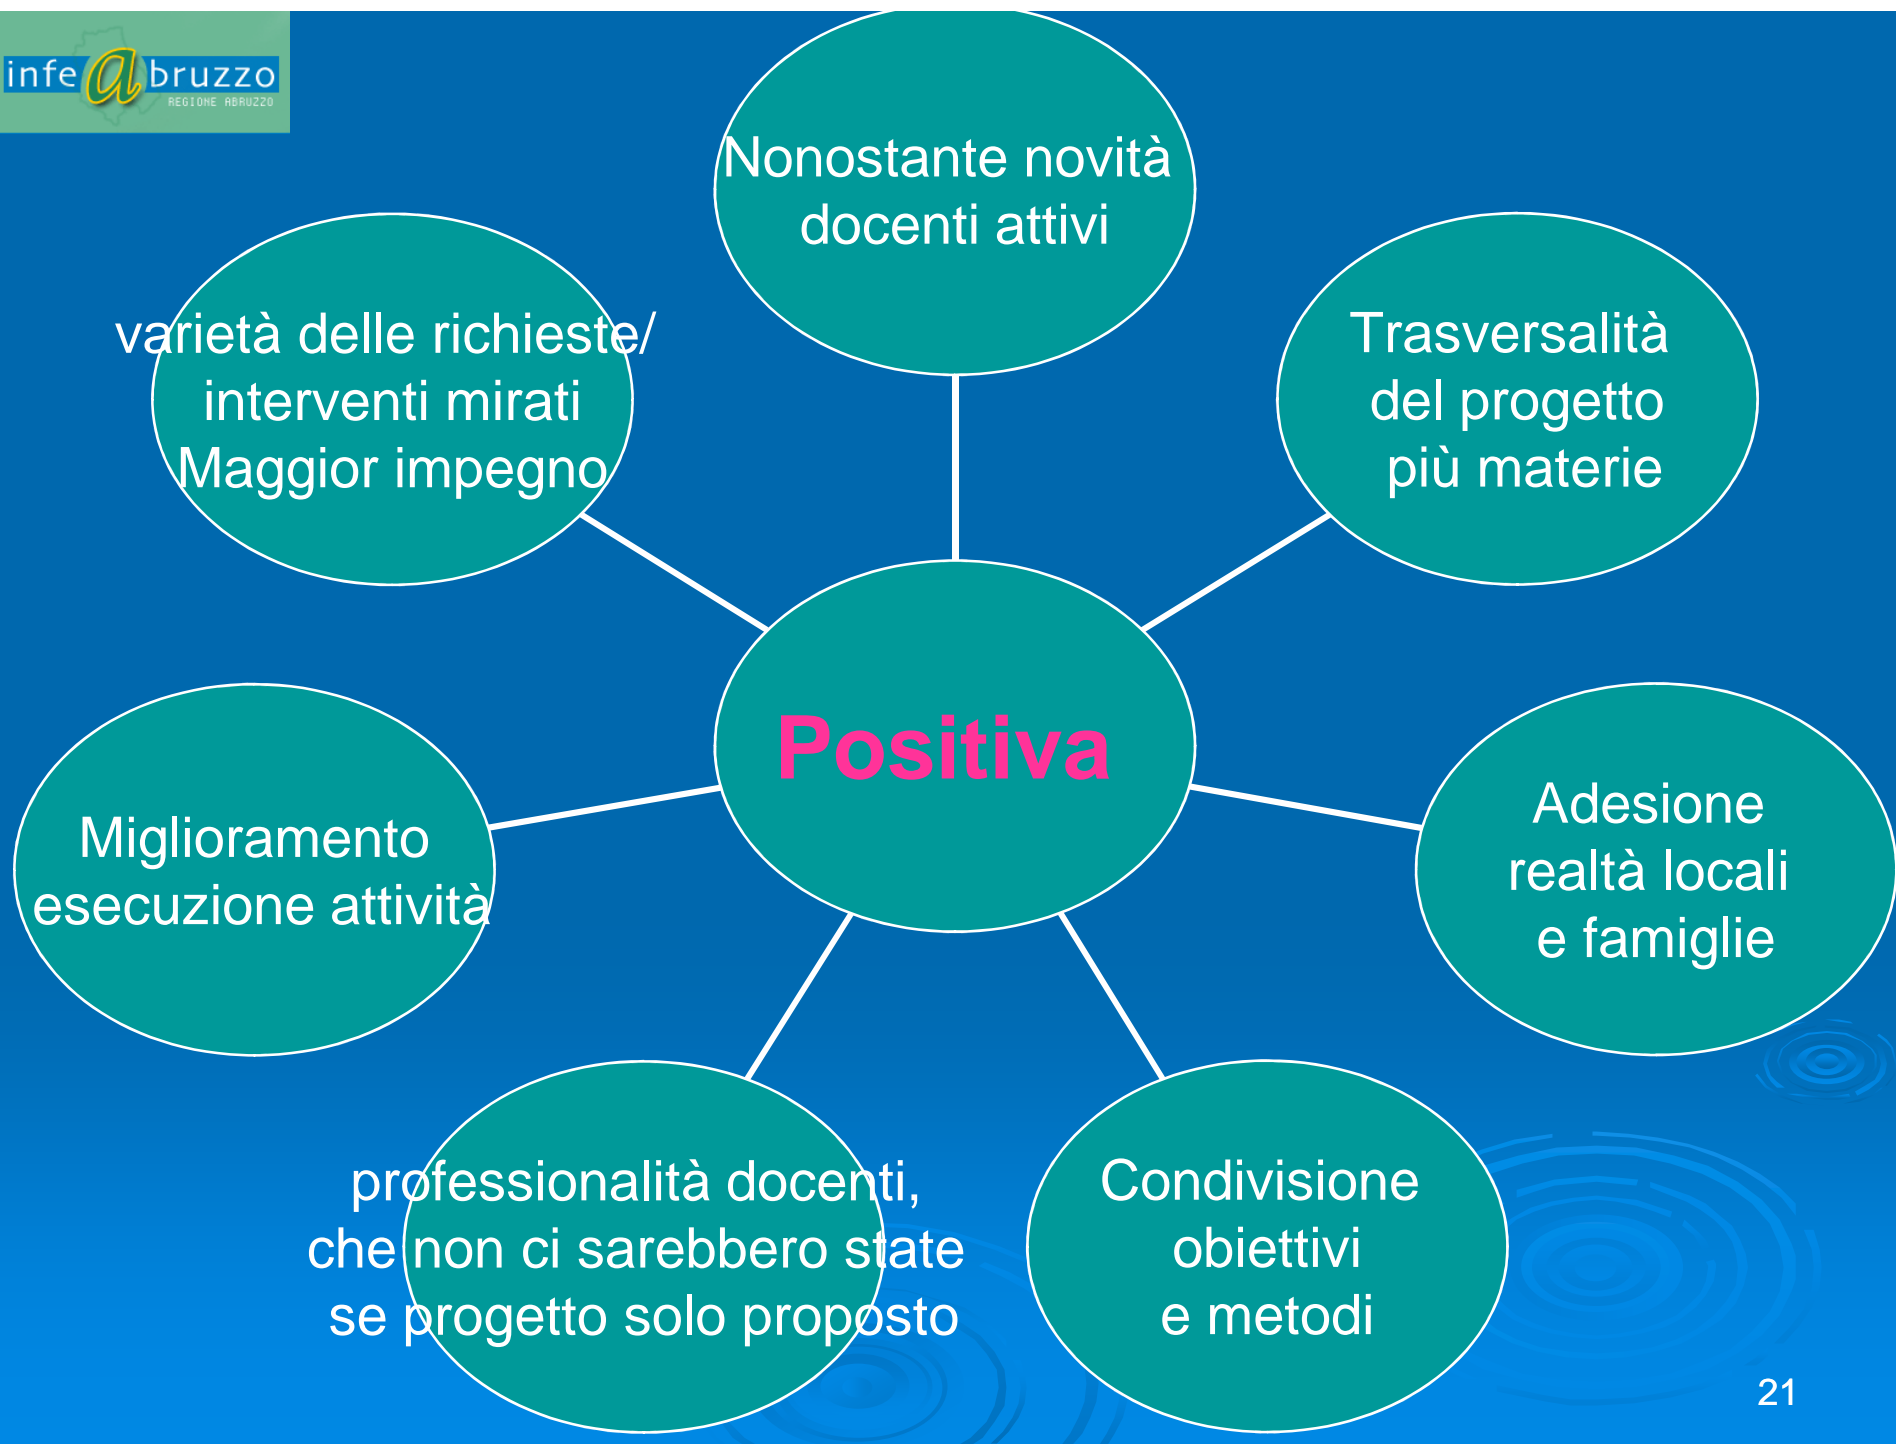 infe@bruzzo
REGIONE ABRUZZO
Nonostante novità
docenti attivi
varietà delle richieste/
interventi mirati
Maggior impegno
Trasversalità
del progetto
più materie
Positiva
Miglioramento
esecuzione attività
Adesione
realtà locali
e famiglie
professionalità docenti,
che non ci sarebbero state
se progetto solo proposto
Condivisione
obiettivi
e metodi
21